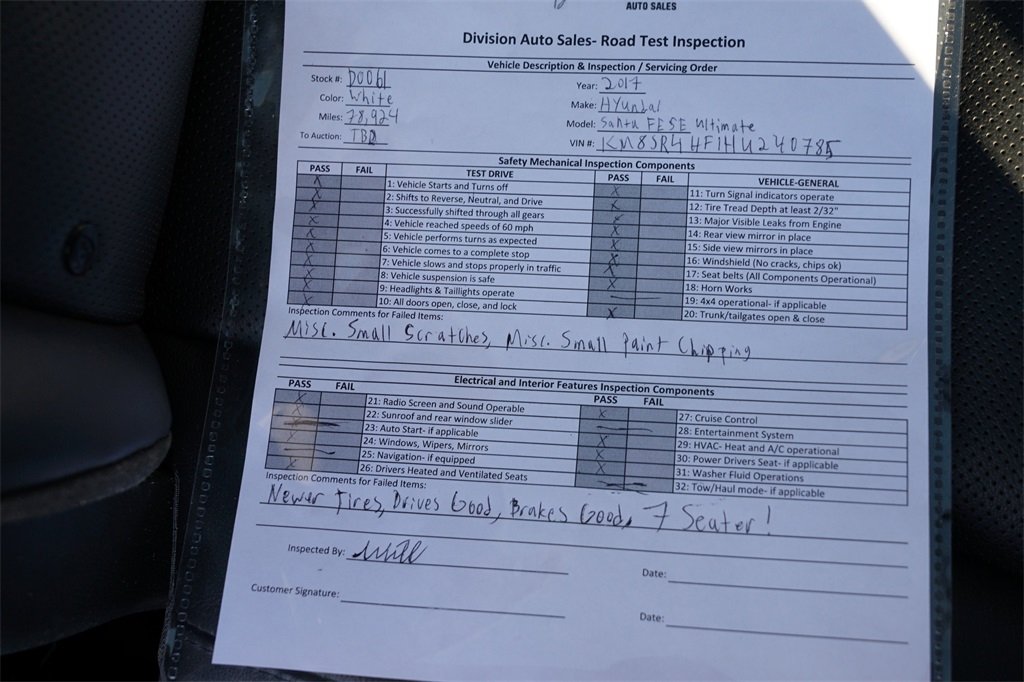 AUTO SALES
Division Auto Sales- Road Test Inspection
Vehicle Description & Inspection / Servicing Order
Stock #: D0061 Year: 2017
Color: White Make: HYundai
Miles: 78,924 Model: Santa FE SE Ultimate
To Auction: TBD VIN #: KM8SR4HF1HU240785
Safety Mechanical Inspection Components
PASS FAIL TEST DRIVE PASS FAIL VEHICLE-GENERAL
X 1: Vehicle Starts and Turns off X 11: Turn Signal indicators operate
X 2: Shifts to Reverse, Neutral, and Drive X 12: Tire Tread Depth at least 2/32"
X 3: Successfully shifted through all gears X 13: Major Visible Leaks from Engine
X 4: Vehicle reached speeds of 60 mph X 14: Rear view mirror in place
X 5: Vehicle performs turns as expected X 15: Side view mirrors in place
X 6: Vehicle comes to a complete stop X 16: Windshield (No cracks, chips ok)
X 7: Vehicle slows and stops properly in traffic X 17: Seat belts (All Components Operational)
X 8: Vehicle suspension is safe X 18: Horn Works
X 9: Headlights & Taillights operate — 19: 4x4 operational- if applicable
X 10: All doors open, close, and lock X 20: Trunk/tailgates open & close
Inspection Comments for Failed Items:
Misc. Small Scratches, Misc. Small Paint Chipping
Electrical and Interior Features Inspection Components
PASS FAIL PASS FAIL
X 21: Radio Screen and Sound Operable X 27: Cruise Control
X 22: Sunroof and rear window slider — 28: Entertainment System
— 23: Auto Start- if applicable X 29: HVAC- Heat and A/C operational
X 24: Windows, Wipers, Mirrors X 30: Power Drivers Seat- if applicable
— 25: Navigation- if equipped X 31: Washer Fluid Operations
X 26: Drivers Heated and Ventilated Seats — 32: Tow/Haul mode- if applicable
Inspection Comments for Failed Items:
Newer Tires, Drives Good, Brakes Good, 7 Seater!
Inspected By: Date:
Customer Signature: Date: